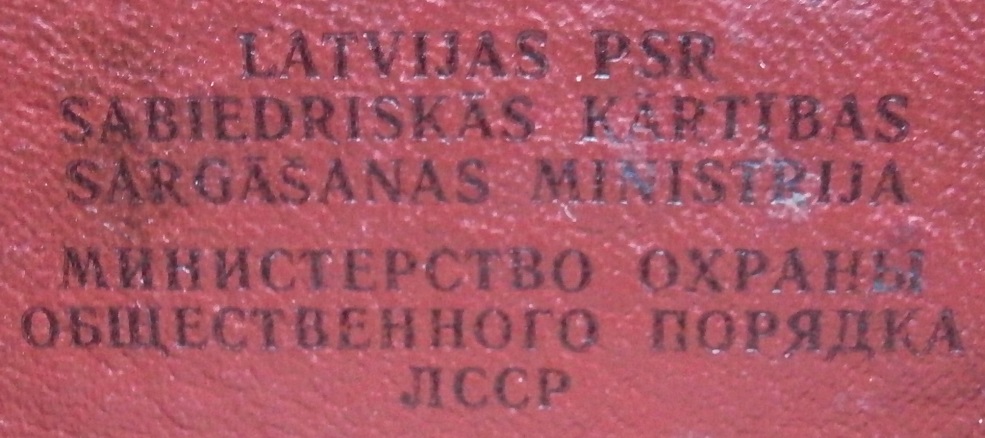 LATVIJAS PSR
SABIEDRISKĀS KĀRTĪBAS
SARGĀŠANAS MINISTRIJA
МИНИСТЕРСТВО ОХРАНЫ
ОБЩЕСТВЕННОГО ПОРЯДКА
ЛССР